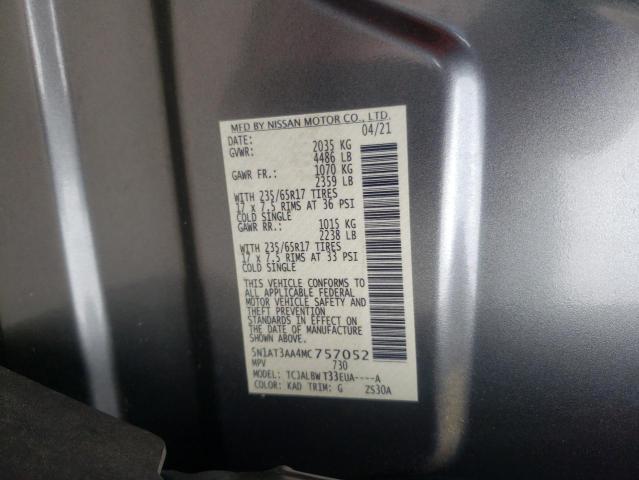 MFD BY NISSAN MOTOR CO., LTD.
DATE: 04/21
GVWR: 2035 KG
4486 LB
GAWR FR.: 1070 KG
2359 LB
WITH 235/65R17 TIRES
17 x 7.5 RIMS AT 36 PSI
COLD SINGLE
GAWR RR.: 1015 KG
2238 LB
WITH 235/65R17 TIRES
17 x 7.5 RIMS AT 33 PSI
COLD SINGLE
THIS VEHICLE CONFORMS TO
ALL APPLICABLE FEDERAL
MOTOR VEHICLE SAFETY AND
THEFT PREVENTION
STANDARDS IN EFFECT ON
THE DATE OF MANUFACTURE
SHOWN ABOVE.
5N1AT3AA4MC757052
MPV 730
MODEL: TCJALBW T33EUA----A
COLOR: KAD TRIM: G ZS30A